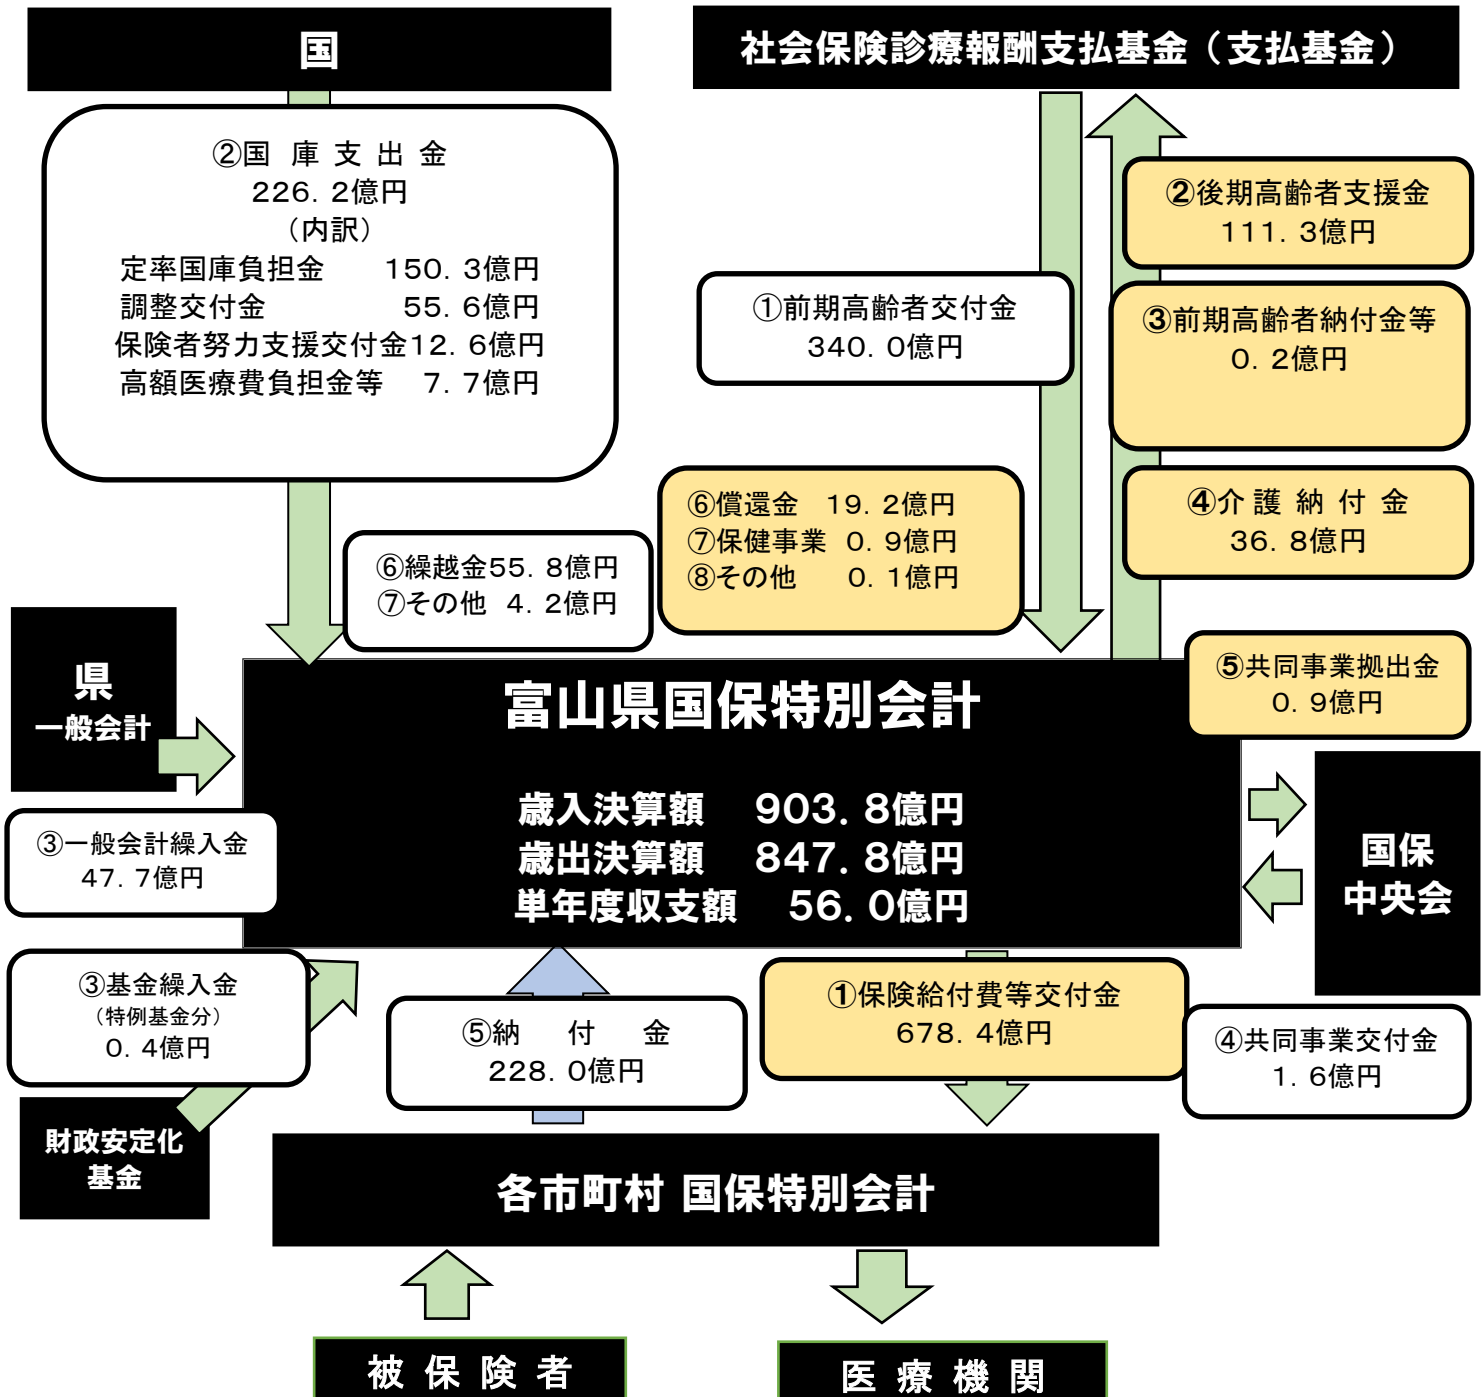 国
社会保険診療報酬支払基金（支払基金）
②国 庫 支 出 金
226．2億円
（内訳）
定率国庫負担金 150．3億円
調整交付金 55．6億円
保険者努力支援交付金12．6億円
高額医療費負担金等 7．7億円
①前期高齢者交付金
340．0億円
②後期高齢者支援金
111．3億円
③前期高齢者納付金等
0．2億円
④介 護 納 付 金
36．8億円
⑥償還金 19．2億円
⑦保健事業 0．9億円
⑧その他 0．1億円
⑥繰越金55．8億円
⑦その他 4．2億円
県
一般会計
⑤共同事業拠出金
0．9億円
富山県国保特別会計
歳入決算額 903．8億円
歳出決算額 847．8億円
単年度収支額 56．0億円
③一般会計繰入金
47．7億円
国保
中央会
③基金繰入金
（特例基金分）
0．4億円
⑤納 付 金
228．0億円
①保険給付費等交付金
678．4億円
④共同事業交付金
1．6億円
財政安定化
基金
各市町村 国保特別会計
被 保 険 者
医 療 機 関